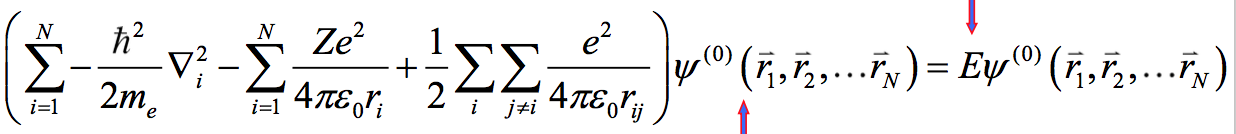 $$\left( \sum_{i=1}^{N} -\frac{\hbar^2}{2m_e} \nabla_i^2 - \sum_{i=1}^{N} \frac{Ze^2}{4\pi\varepsilon_0 r_i} + \frac{1}{2} \sum_{i} \sum_{j \neq i} \frac{e^2}{4\pi\varepsilon_0 r_{ij}} \right) \psi^{(0)} \left( \vec{r}_1, \vec{r}_2, \ldots \vec{r}_N \right) = E \psi^{(0)} \left( \vec{r}_1, \vec{r}_2, \ldots \vec{r}_N \right)$$